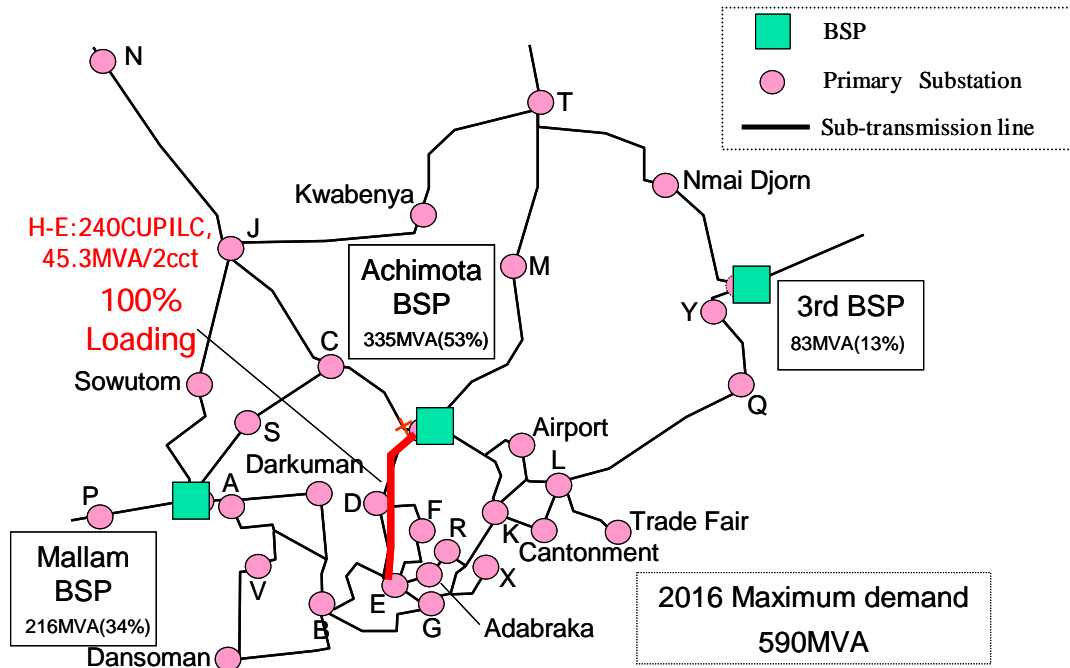 BSP
Primary Substation
Sub-transmission line
N
T
Nmai Djorn
Kwabenya
H-E:240CUPILC,
45.3MVA/2cct
100%
Loading
J
Achimota
BSP
335MVA(53%)
M
3rd BSP
83MVA(13%)
Y
C
Sowutom
Q
S
Airport
Darkuman
L
P
A
D
F
R
K
Trade Fair
Cantonment
Mallam
BSP
216MVA(34%)
V
B
E
G
X
Adabraka
2016 Maximum demand
590MVA
Dansoman